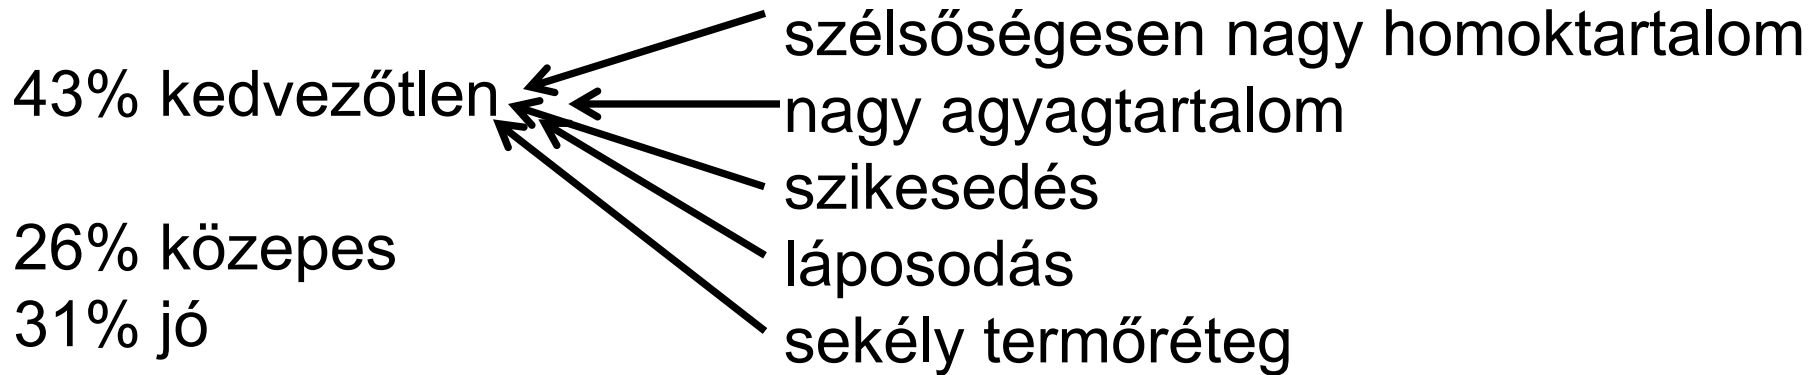 43% kedvezőtlen
26% közepes
31% jó
szélsőségesen nagy homoktartalom
nagy agyagtartalom
szikesedés
láposodás
sekély termőréteg